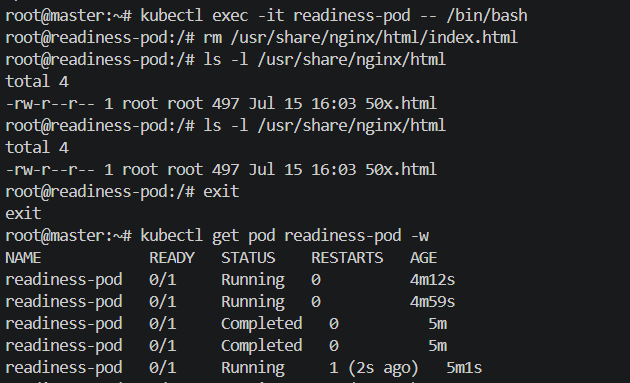 root@master:~# kubectl exec -it readiness-pod -- /bin/bash
root@readiness-pod:/# rm /usr/share/nginx/html/index.html
root@readiness-pod:/# ls -l /usr/share/nginx/html
total 4
-rw-r--r-- 1 root root 497 Jul 15 16:03 50x.html
root@readiness-pod:/# ls -l /usr/share/nginx/html
total 4
-rw-r--r-- 1 root root 497 Jul 15 16:03 50x.html
root@readiness-pod:/# exit
exit
root@master:~# kubectl get pod readiness-pod -w
NAME            READY   STATUS    RESTARTS   AGE
readiness-pod   0/1     Running   0          4m12s
readiness-pod   0/1     Running   0          4m59s
readiness-pod   0/1     Completed   0          5m
readiness-pod   0/1     Completed   0          5m
readiness-pod   0/1     Running     1 (2s ago)   5m1s